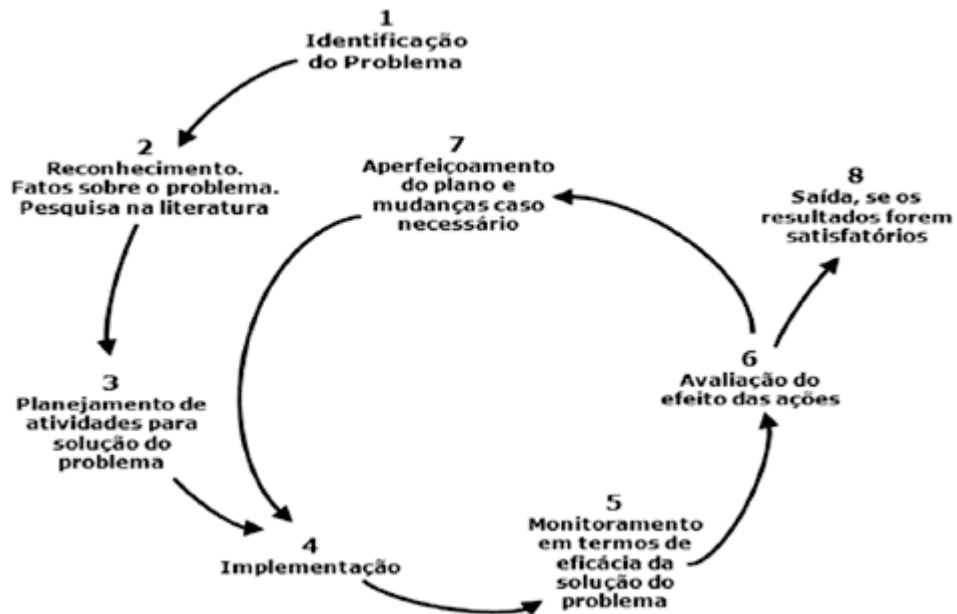 1
Identificação
do Problema
2
Reconhecimento.
Fatos sobre o problema.
Pesquisa na literatura
3
Planejamento de
atividades para
solução do
problema
4
Implementação
5
Monitoramento
em termos de
eficácia da
solução do
problema
6
Avaliação do
efeito das ações
7
Aperfeiçoamento
do plano e
mudanças caso
necessário
8
Saída, se os
resultados forem
satisfatórios